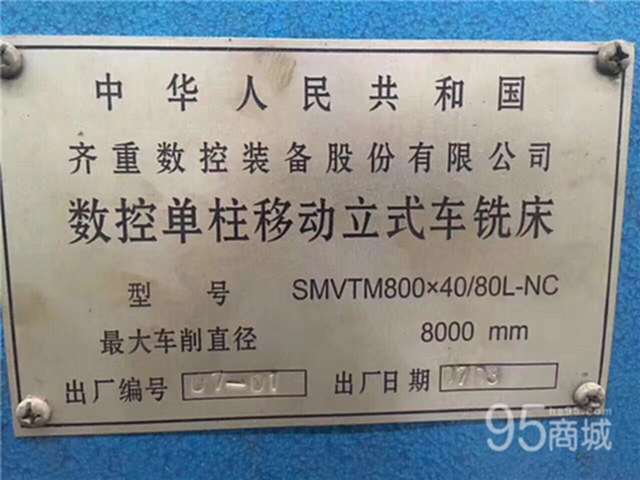 中华人民共和国
齐重数控装备股份有限公司
数控单柱移动立式车铣床
型号 SMVTM800×40/80L-NC
最大车削直径 8000 mm
出厂编号 07-01 出厂日期
95商城